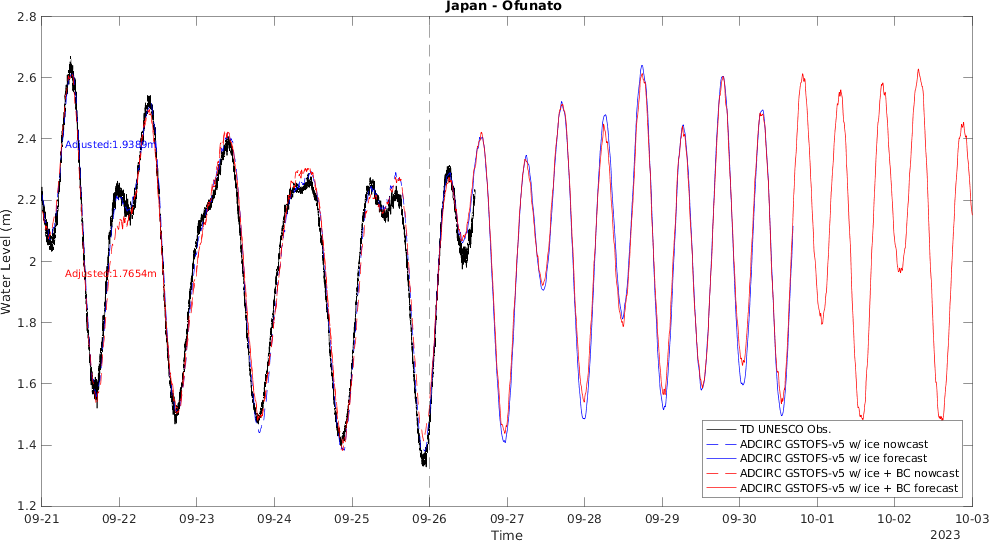 Japan - Ofunato
2.8
2.6
2.4
2.2
2
1.8
1.6
1.4
1.2
Water Level (m)
Adjusted:1.9389m
Adjusted:1.7654m
TD UNESCO Obs.
ADCIRC GSTOFS-v5 w/ ice nowcast
ADCIRC GSTOFS-v5 w/ ice forecast
ADCIRC GSTOFS-v5 w/ ice + BC nowcast
ADCIRC GSTOFS-v5 w/ ice + BC forecast
09-21 09-22 09-23 09-24 09-25 09-26 09-27 09-28 09-29 09-30 10-01 10-02 10-03
Time
2023